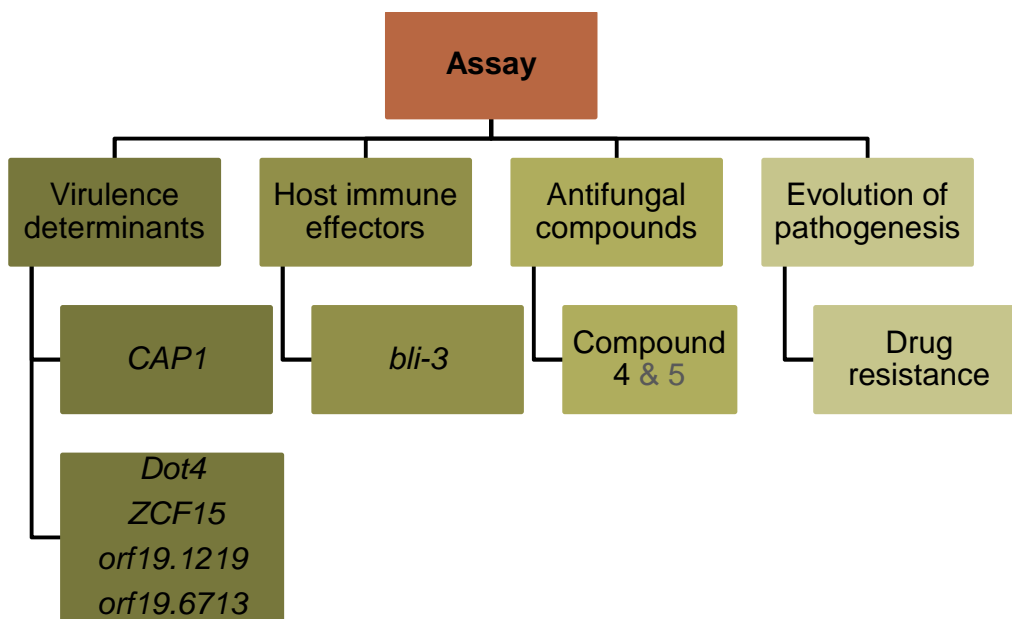 Assay
Virulence
determinants
Host immune
effectors
Antifungal
compounds
Evolution of
pathogenesis
CAP1
bli-3
Compound
4 & 5
Drug
resistance
Dot4
ZCF15
orf19.1219
orf19.6713